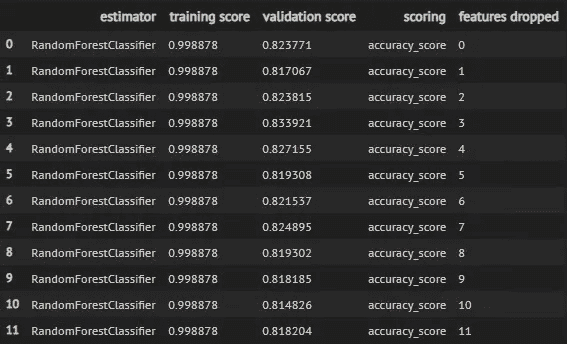 estimator training score validation score scoring features dropped
0 RandomForestClassifier 0.998878 0.823771 accuracy_score 0
1 RandomForestClassifier 0.998878 0.817067 accuracy_score 1
2 RandomForestClassifier 0.998878 0.823815 accuracy_score 2
3 RandomForestClassifier 0.998878 0.833921 accuracy_score 3
4 RandomForestClassifier 0.998878 0.827155 accuracy_score 4
5 RandomForestClassifier 0.998878 0.819308 accuracy_score 5
6 RandomForestClassifier 0.998878 0.821537 accuracy_score 6
7 RandomForestClassifier 0.998878 0.824895 accuracy_score 7
8 RandomForestClassifier 0.998878 0.819302 accuracy_score 8
9 RandomForestClassifier 0.998878 0.818185 accuracy_score 9
10 RandomForestClassifier 0.998878 0.814826 accuracy_score 10
11 RandomForestClassifier 0.998878 0.818204 accuracy_score 11